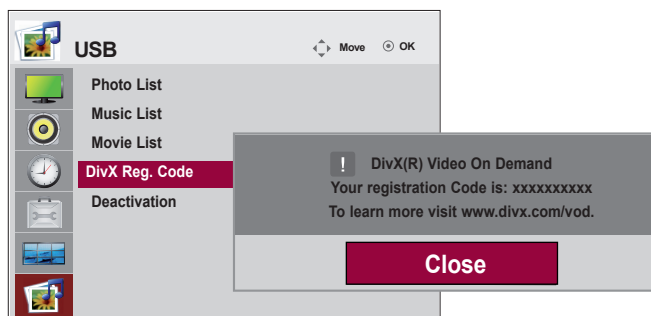 USB
Move
OK
Photo List
Music List
Movie List
DivX Reg. Code
Deactivation
! DivX(R) Video On Demand
Your registration Code is: xxxxxxxxxx
To learn more visit www.divx.com/vod.
Close